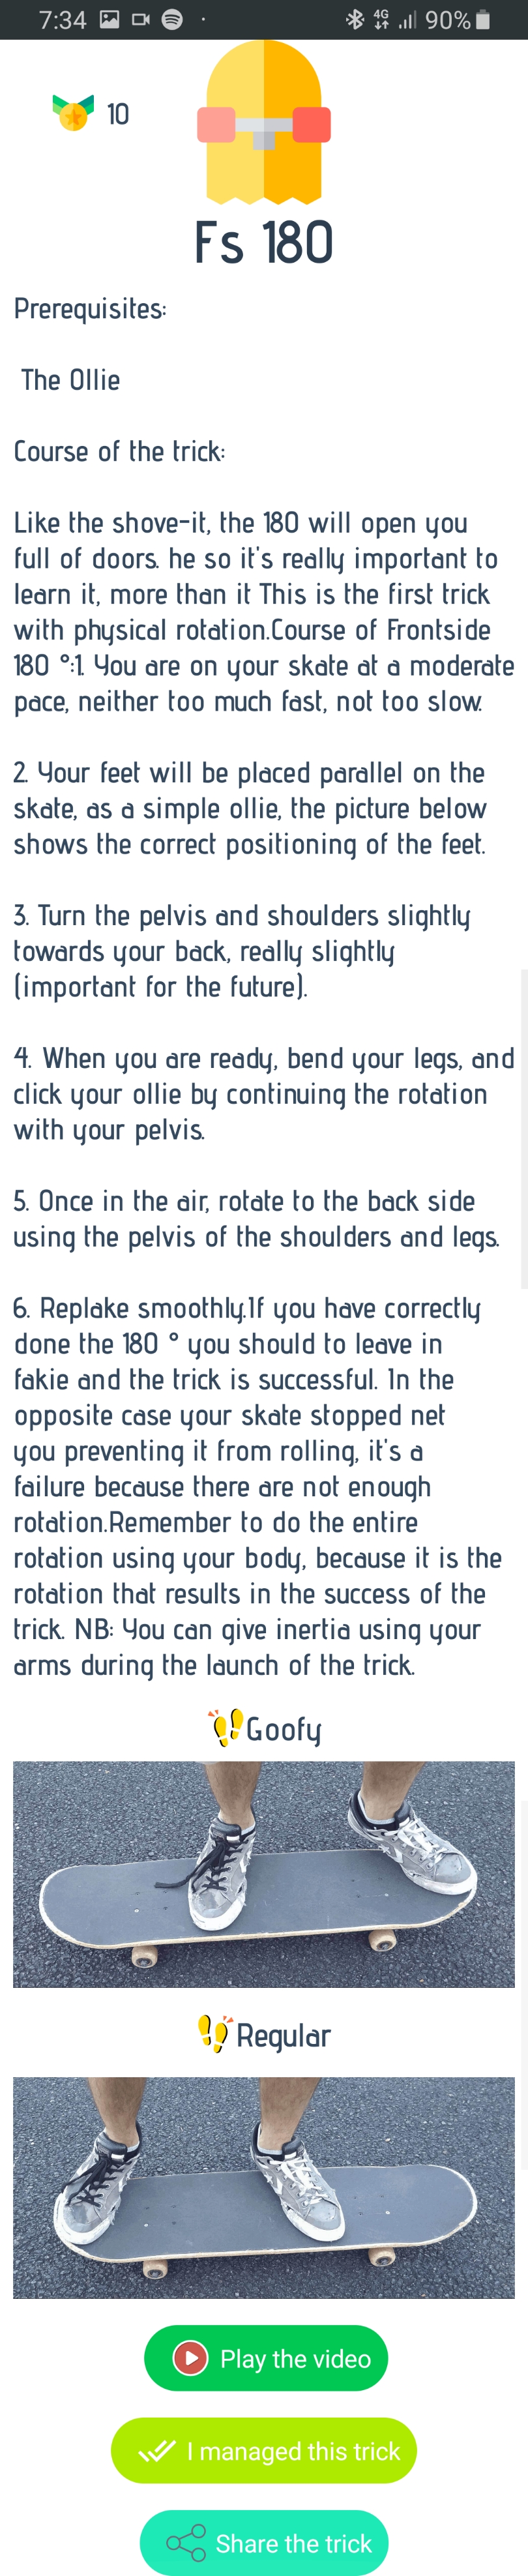 7:34 4G 90%
10
Fs 180
Prerequisites:
The Ollie
Course of the trick:
Like the shove-it, the 180 will open you
full of doors. he so it's really important to
learn it, more than it This is the first trick
with physical rotation.Course of Frontside
180 °:1. You are on your skate at a moderate
pace, neither too much fast, not too slow.
2. Your feet will be placed parallel on the
skate, as a simple ollie, the picture below
shows the correct positioning of the feet.
3. Turn the pelvis and shoulders slightly
towards your back, really slightly
(important for the future).
4. When you are ready, bend your legs, and
click your ollie by continuing the rotation
with your pelvis.
5. Once in the air, rotate to the back side
using the pelvis of the shoulders and legs.
6. Replake smoothly.If you have correctly
done the 180 ° you should to leave in
fakie and the trick is successful. In the
opposite case your skate stopped net
you preventing it from rolling, it's a
failure because there are not enough
rotation.Remember to do the entire
rotation using your body, because it is the
rotation that results in the success of the
trick. NB: You can give inertia using your
arms during the launch of the trick.
Goofy
Regular
Play the video
I managed this trick
Share the trick